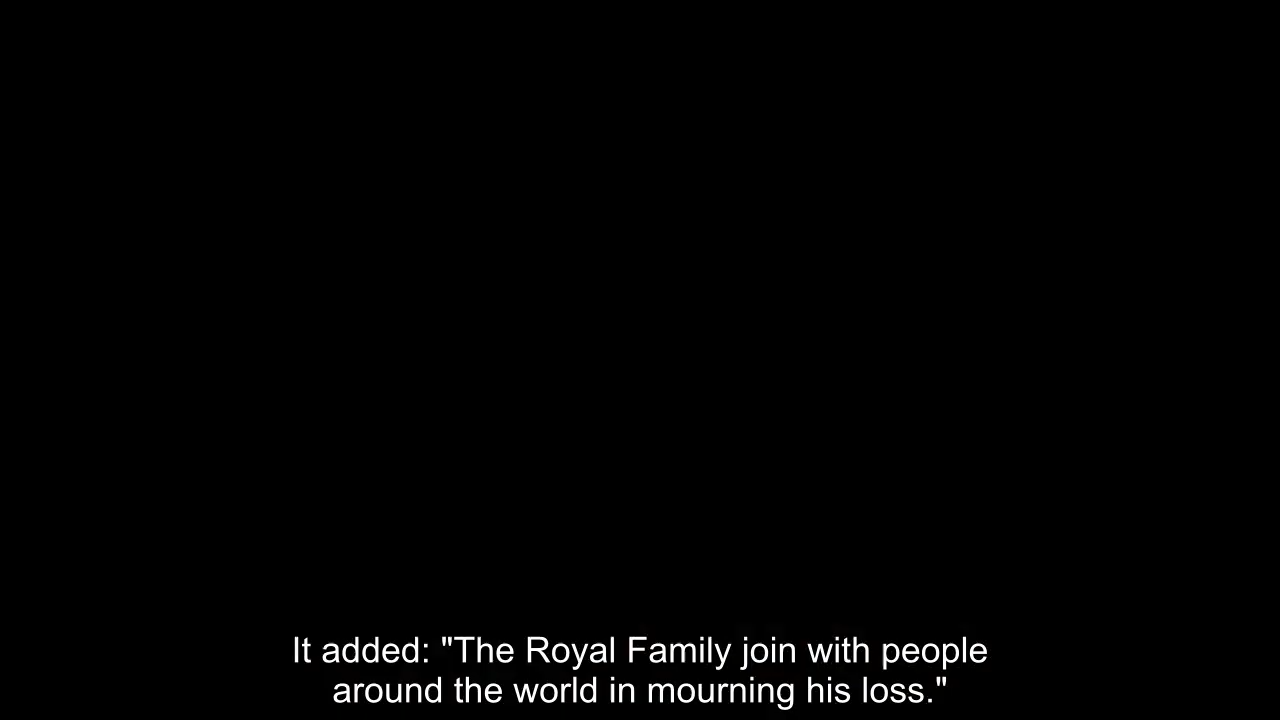 It added: "The Royal Family join with people
around the world in mourning his loss."